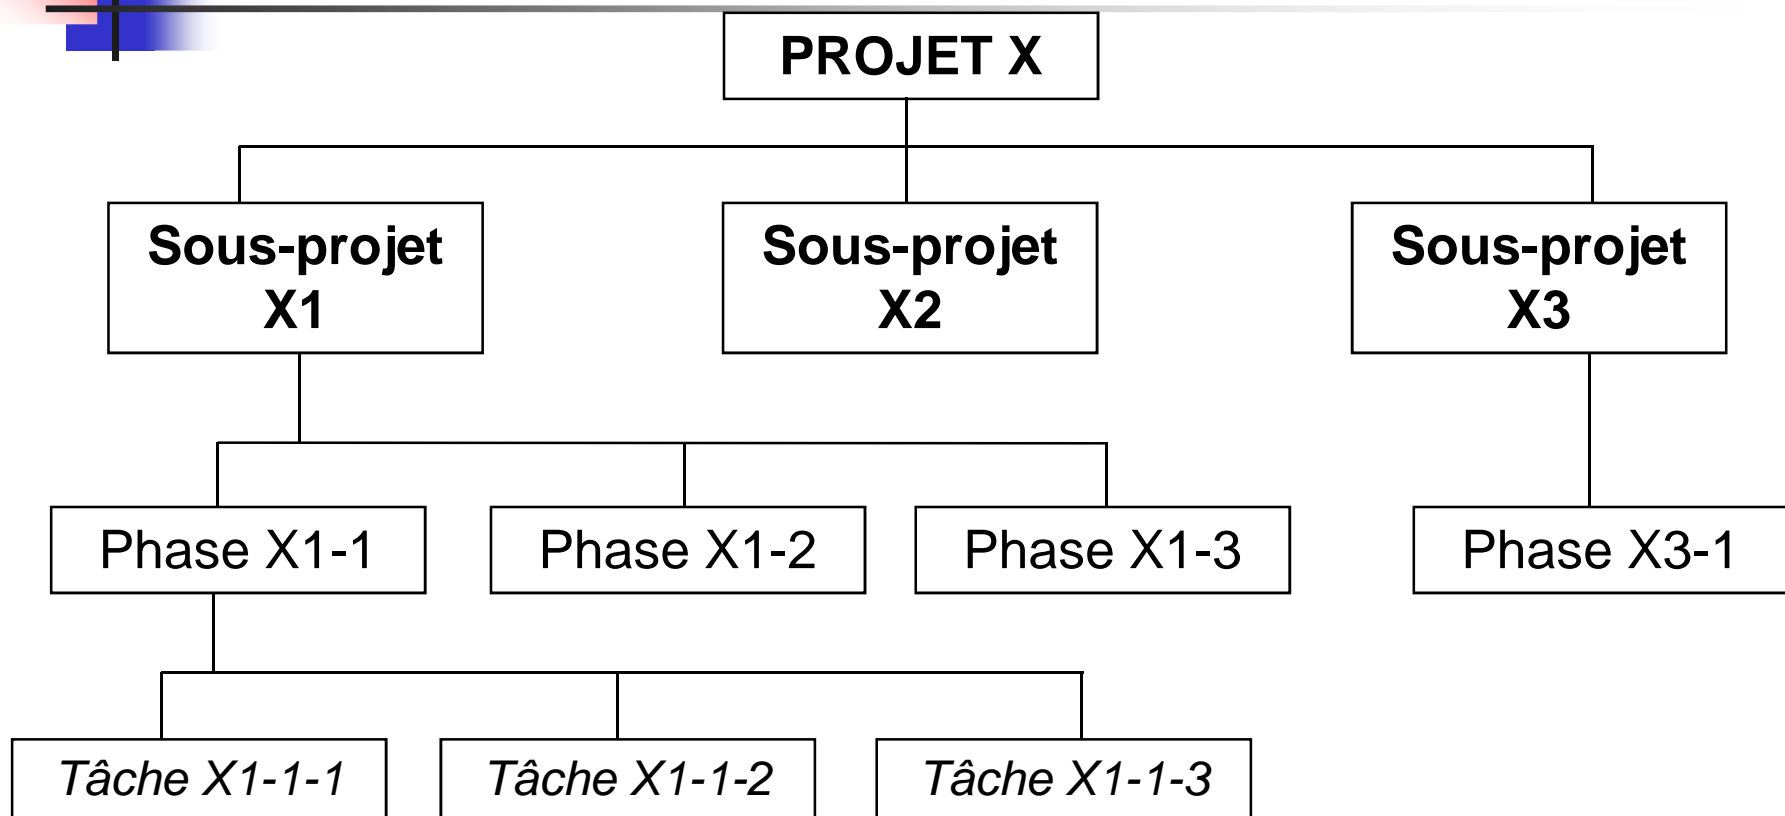 PROJET X
Sous-projet
X1
Sous-projet
X2
Sous-projet
X3
Phase X1-1
Phase X1-2
Phase X1-3
Phase X3-1
Tâche X1-1-1
Tâche X1-1-2
Tâche X1-1-3